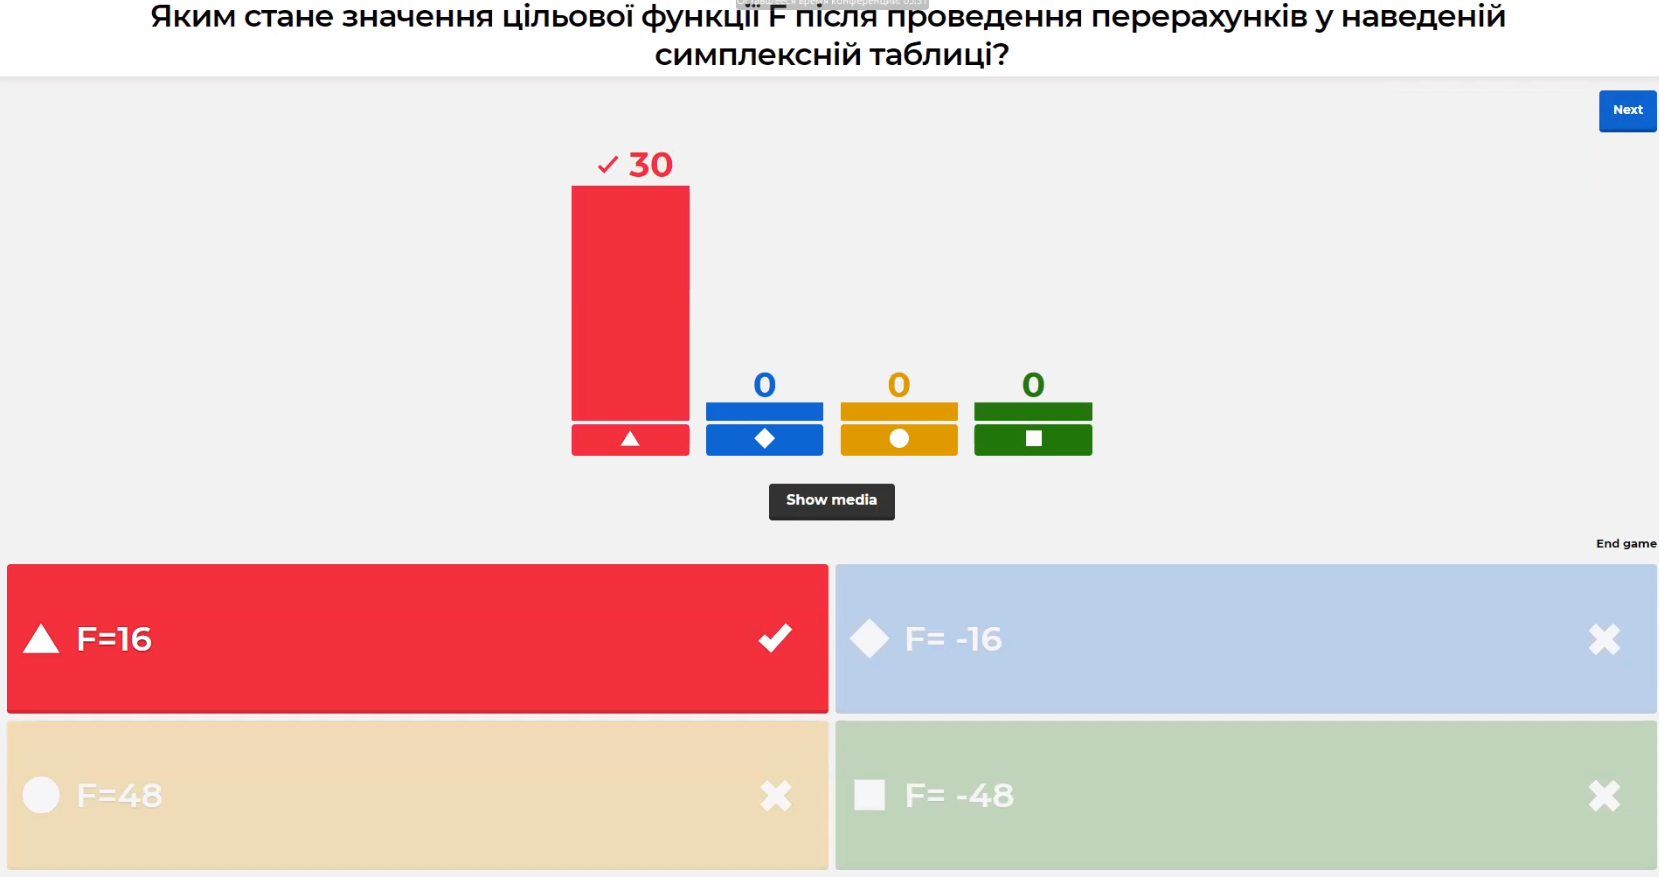 Яким стане значення цільової функції F після проведення перерахунків у наведеній
симплексній таблиці?
Next
30
0
0
0
Show media
End game
F=16
F= -16
F=48
F= -48